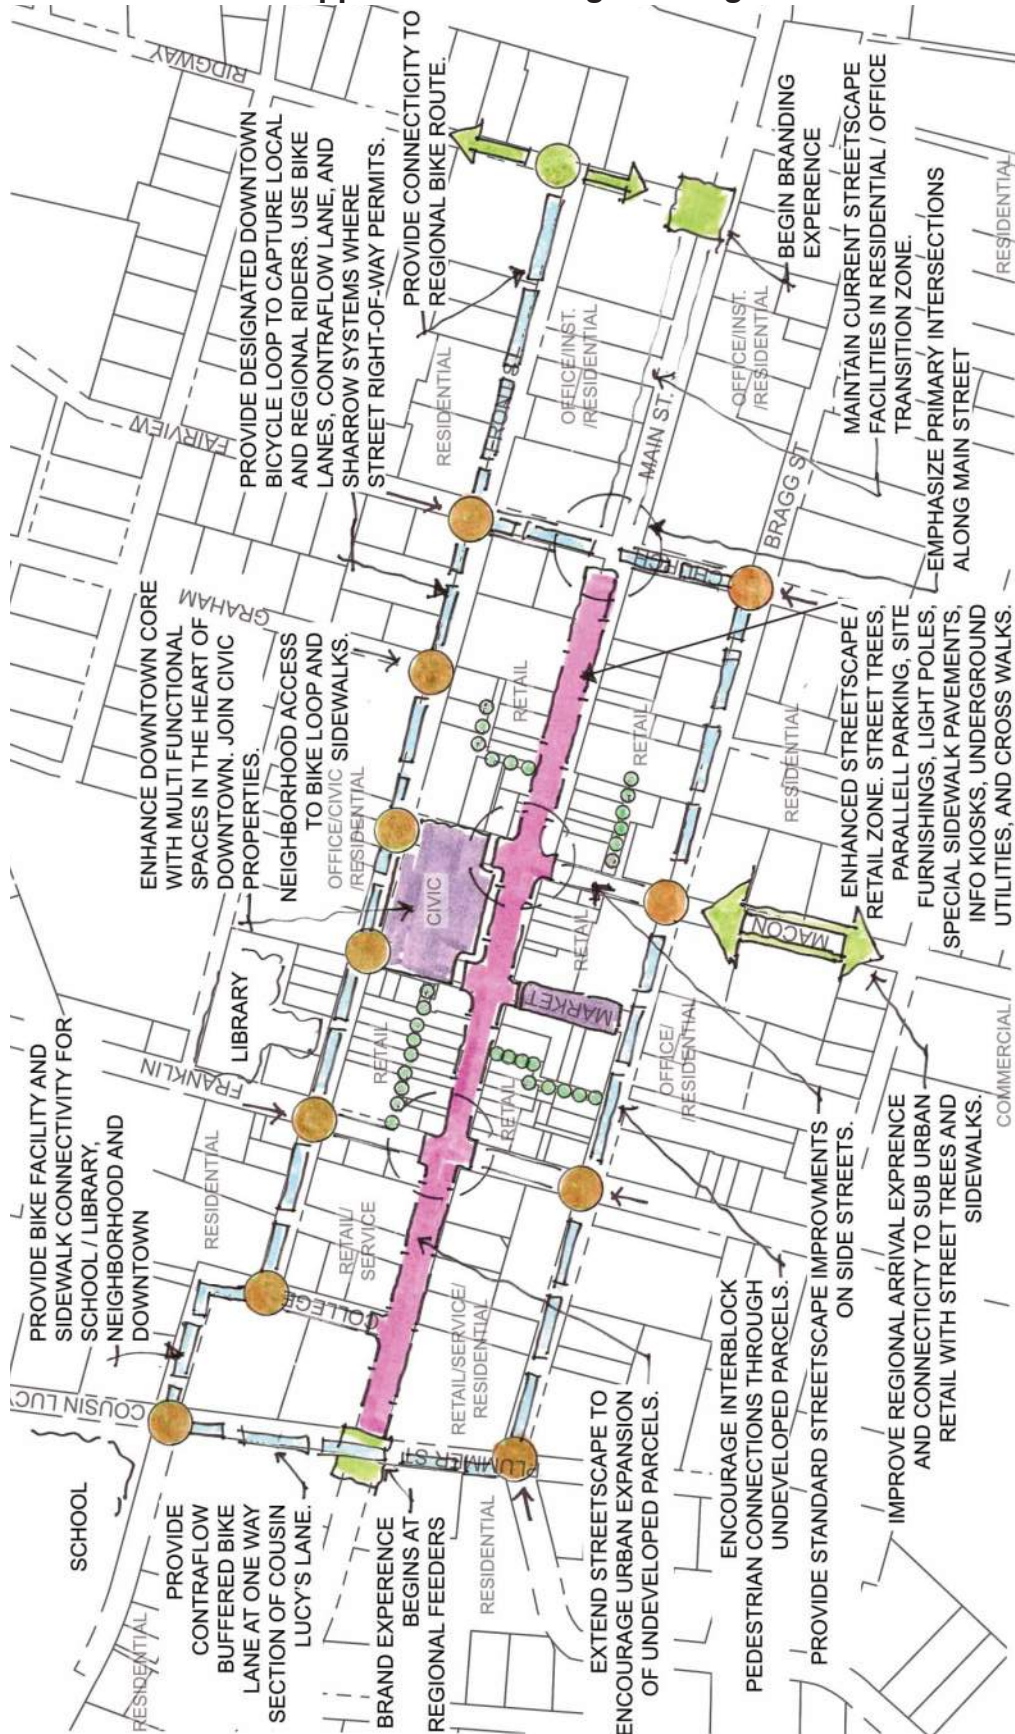 SCHOOL
PROVIDE
CONTRAFLOW
BUFFERED BIKE
LANE AT ONE WAY
SECTION OF COUSIN
LUCY'S LANE.
BRAND EXPERENCE
BEGINS AT
REGIONAL FEEDERS
RESIDENTIAL
COUSIN LUCY
PROVIDE BIKE FACILITY AND
SIDEWALK CONNECTIVITY FOR
SCHOOL / LIBRARY,
NEIGHBORHOOD AND
DOWNTOWN
RESIDENTIAL
FRANKLIN
LIBRARY
ENHANCE DOWNTOWN CORE
WITH MULTI FUNCTIONAL
SPACES IN THE HEART OF
DOWNTOWN. JOIN CIVIC
PROPERTIES.
NEIGHBORHOOD ACCESS
TO BIKE LOOP AND
SIDEWALKS.
OFFICE/CIVIC
/RESIDENTIAL
GRAHAM
FAIRVIEW
RIDGWAY
PROVIDE DESIGNATED DOWNTOWN
BICYCLE LOOP TO CAPTURE LOCAL
AND REGIONAL RIDERS. USE BIKE
LANES, CONTRAFLOW LANE, AND
SHARROW SYSTEMS WHERE
STREET RIGHT-OF-WAY PERMITS.
PROVIDE CONNECTICITY TO
REGIONAL BIKE ROUTE.
RESIDENTIAL
FRONT ST
OFFICE/INST.
/RESIDENTIAL
MAIN ST.
OFFICE/INST.
/RESIDENTIAL
BRAGG ST
BEGIN BRANDING
EXPERENCE
MAINTAIN CURRENT STREETSCAPE
FACILITIES IN RESIDENTIAL / OFFICE
TRANSITION ZONE.
EMPHASIZE PRIMARY INTERSECTIONS
ALONG MAIN STREET
RESIDENTIAL
COLLEGE
RETAIL/
SERVICE
RETAIL
CIVIC
RETAIL
CHURCH
PLUMMER ST
RETAIL/SERVICE/
RESIDENTIAL
RETAIL
MARKET
RETAIL
RETAIL
RESIDENTIAL
OFFICE/
/RESIDENTIAL
RESIDENTIAL
MACON
ENHANCED STREETSCAPE
RETAIL ZONE. STREET TREES,
PARALLELL PARKING, SITE
FURNISHINGS, LIGHT POLES,
SPECIAL SIDEWALK PAVEMENTS,
INFO KIOSKS, UNDERGROUND
UTILITIES, AND CROSS WALKS.
EXTEND STREETSCAPE TO
ENCOURAGE URBAN EXPANSION
OF UNDEVELOPED PARCELS.
ENCOURAGE INTERBLOCK
PEDESTRIAN CONNECTIONS THROUGH
UNDEVELOPED PARCELS.
PROVIDE STANDARD STREETSCAPE IMPROVMENTS
ON SIDE STREETS.
IMPROVE REGIONAL ARRIVAL EXPRENCE
AND CONNECTICITY TO SUB URBAN
RETAIL WITH STREET TREES AND
SIDEWALKS.
COMMERCIAL